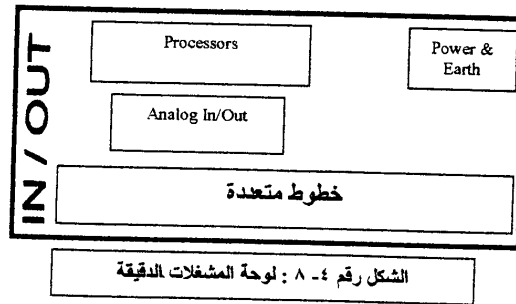 IN / OUT
Processors
Power &
Earth
Analog In/Out
خطوط متعددة
الشكل رقم ٤- ٨ : لوحة المشغلات الدقيقة